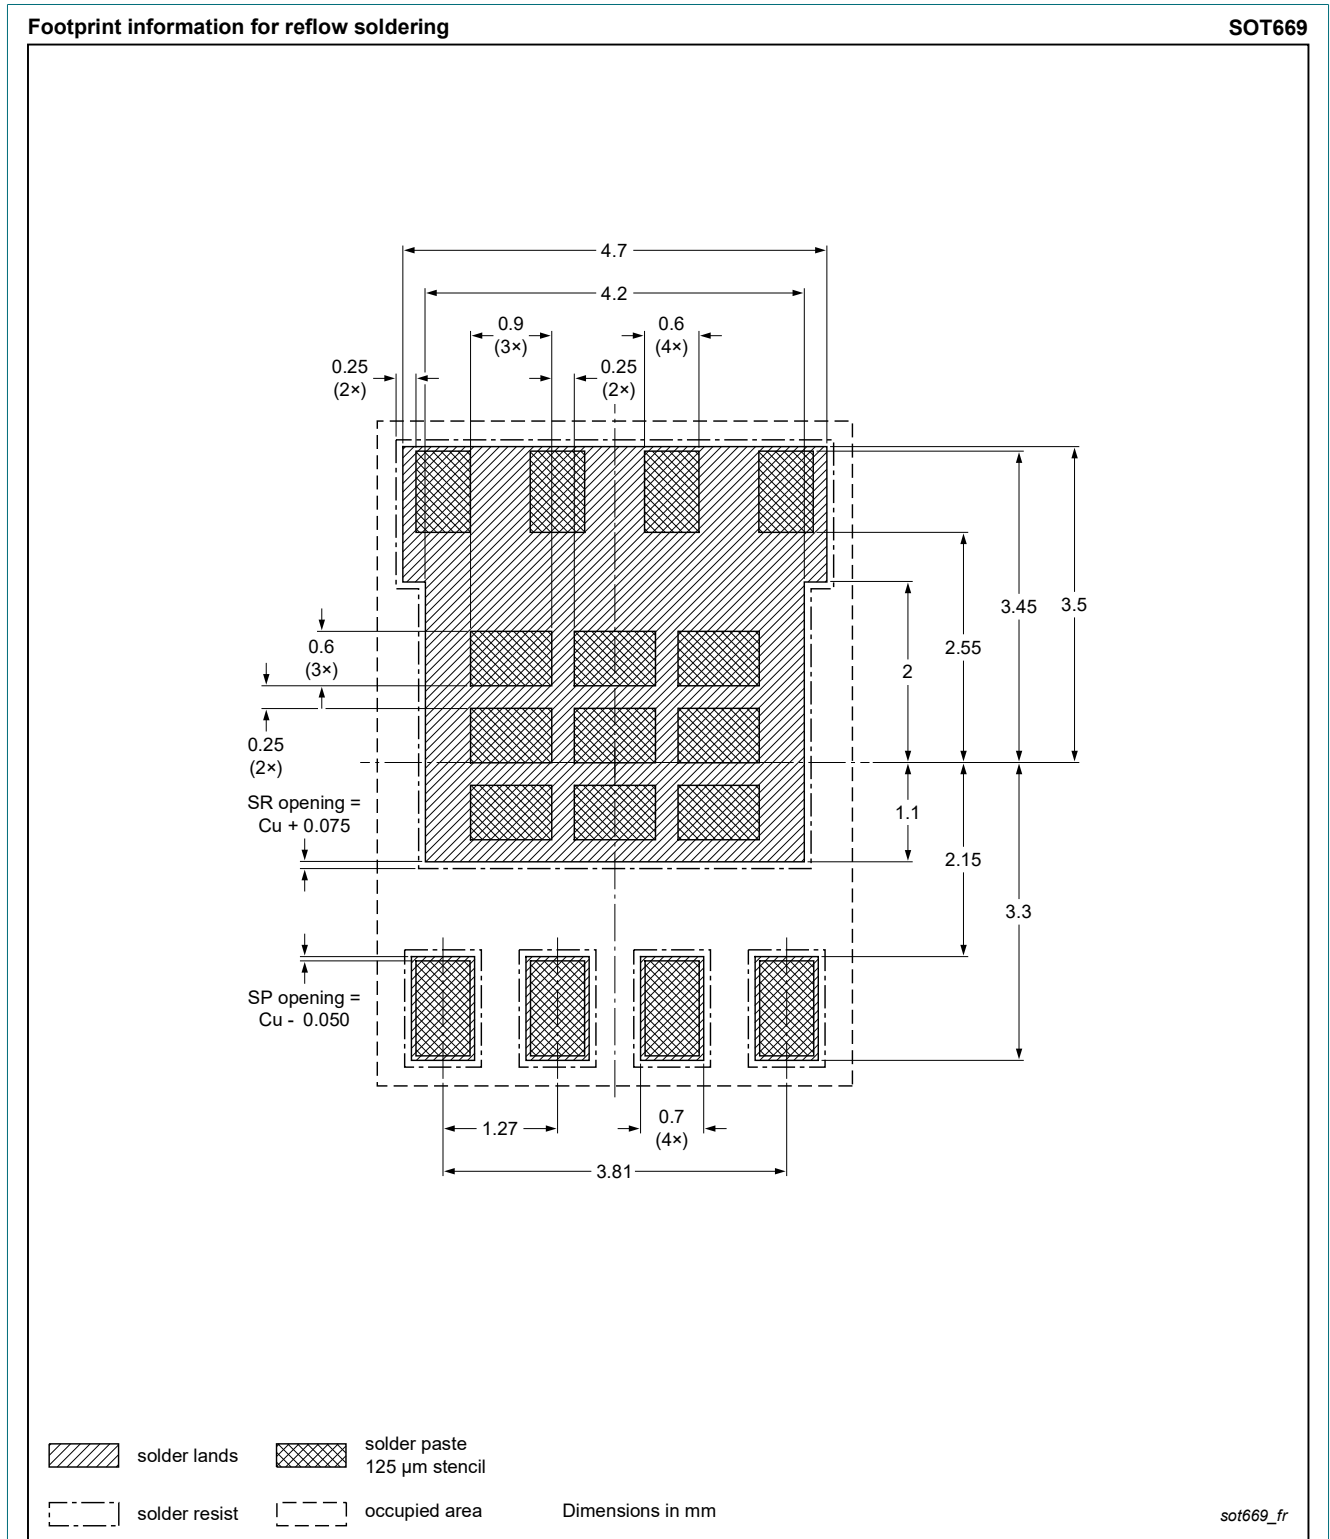 Footprint information for reflow soldering
SOT669
4.7
4.2
0.9
(3×)
0.6
(4×)
0.25
(2×)
0.25
(2×)
3.45
3.5
2.55
2
0.6
(3×)
0.25
(2×)
SR opening =
Cu + 0.075
1.1
2.15
3.3
SP opening =
Cu - 0.050
1.27
0.7
(4×)
3.81
solder lands
solder paste
125 µm stencil
solder resist
occupied area
Dimensions in mm
sot669_fr